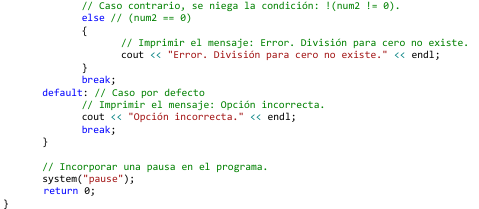 // Caso contrario, se niega la condición: !(num2 != 0).
else // (num2 == 0)
{
// Imprimir el mensaje: Error. División para cero no existe.
cout << "Error. División para cero no existe." << endl;
}
break;
default: // Caso por defecto
// Imprimir el mensaje: Opción incorrecta.
cout << "Opción incorrecta." << endl;
break;
}
// Incorporar una pausa en el programa.
system("pause");
return 0;
}